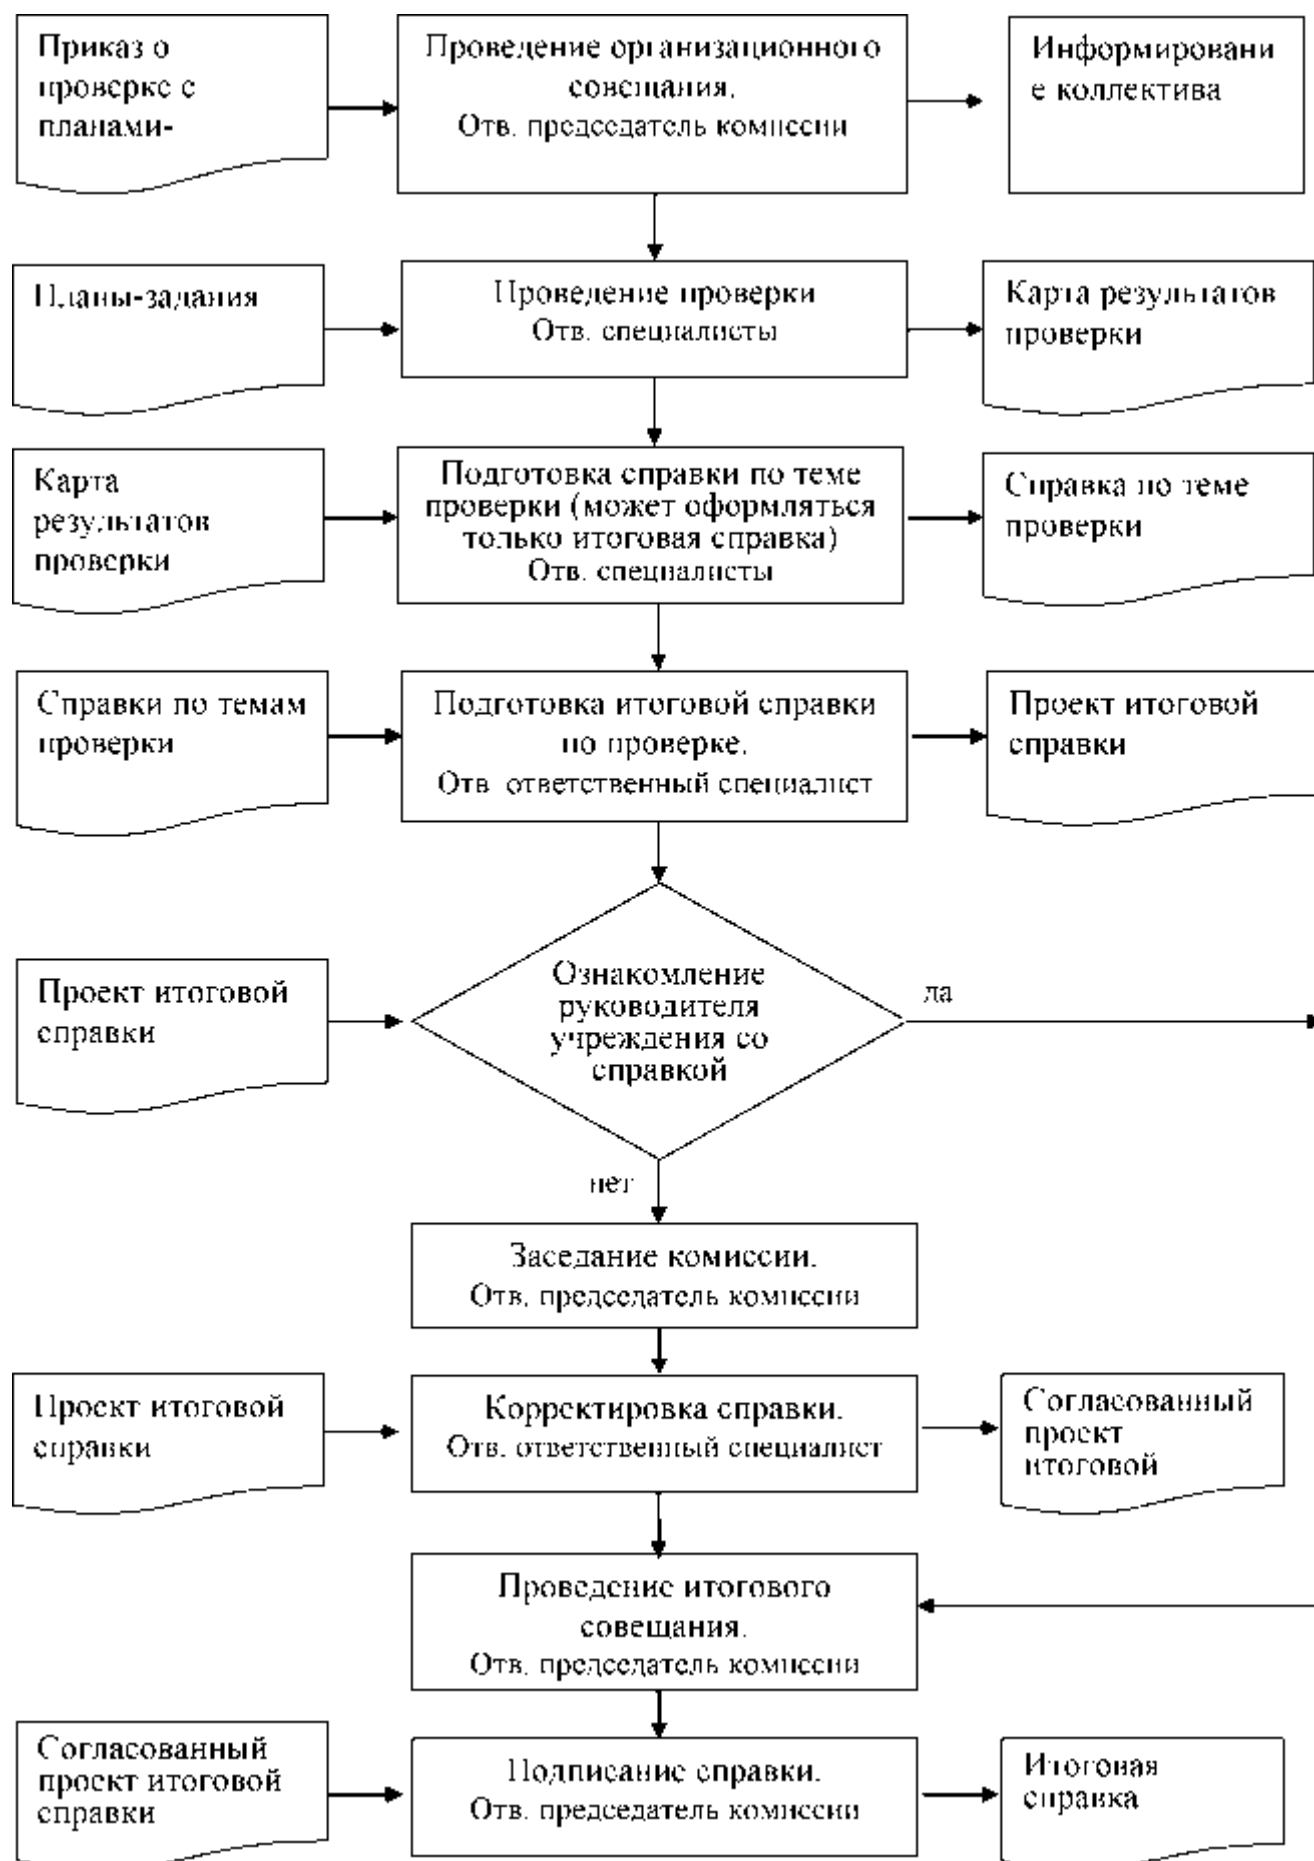 Приказ о
проверке с
планами-
Проведение организационного
совещания.
Отв. председатель комиссии
Информировани
е коллектива
Планы-задания
Проведение проверки
Отв. специалисты
Карта результатов
проверки
Карта
результатов
проверки
Подготовка справки по теме
проверки (может оформляться
только итоговая справка)
Отв. специалисты
Справка по теме
проверки
Справки по темам
проверки
Подготовка итоговой справки
по проверке.
Отв ответственный специалист
Проект итоговой
справки
Проект итоговой
справки
Ознакомление
руководителя
учреждения со
справкой
да
нет
Заседание комиссии.
Отв. председатель комиссии
Проект итоговой
справки
Корректировка справки.
Отв. ответственный специалист
Согласованный
проект
итоговой
Проведение итогового
совещания.
Отв. председатель комиссии
Согласованный
проект итоговой
справки
Подписание справки.
Отв. председатель комиссии
Итоговая
справка